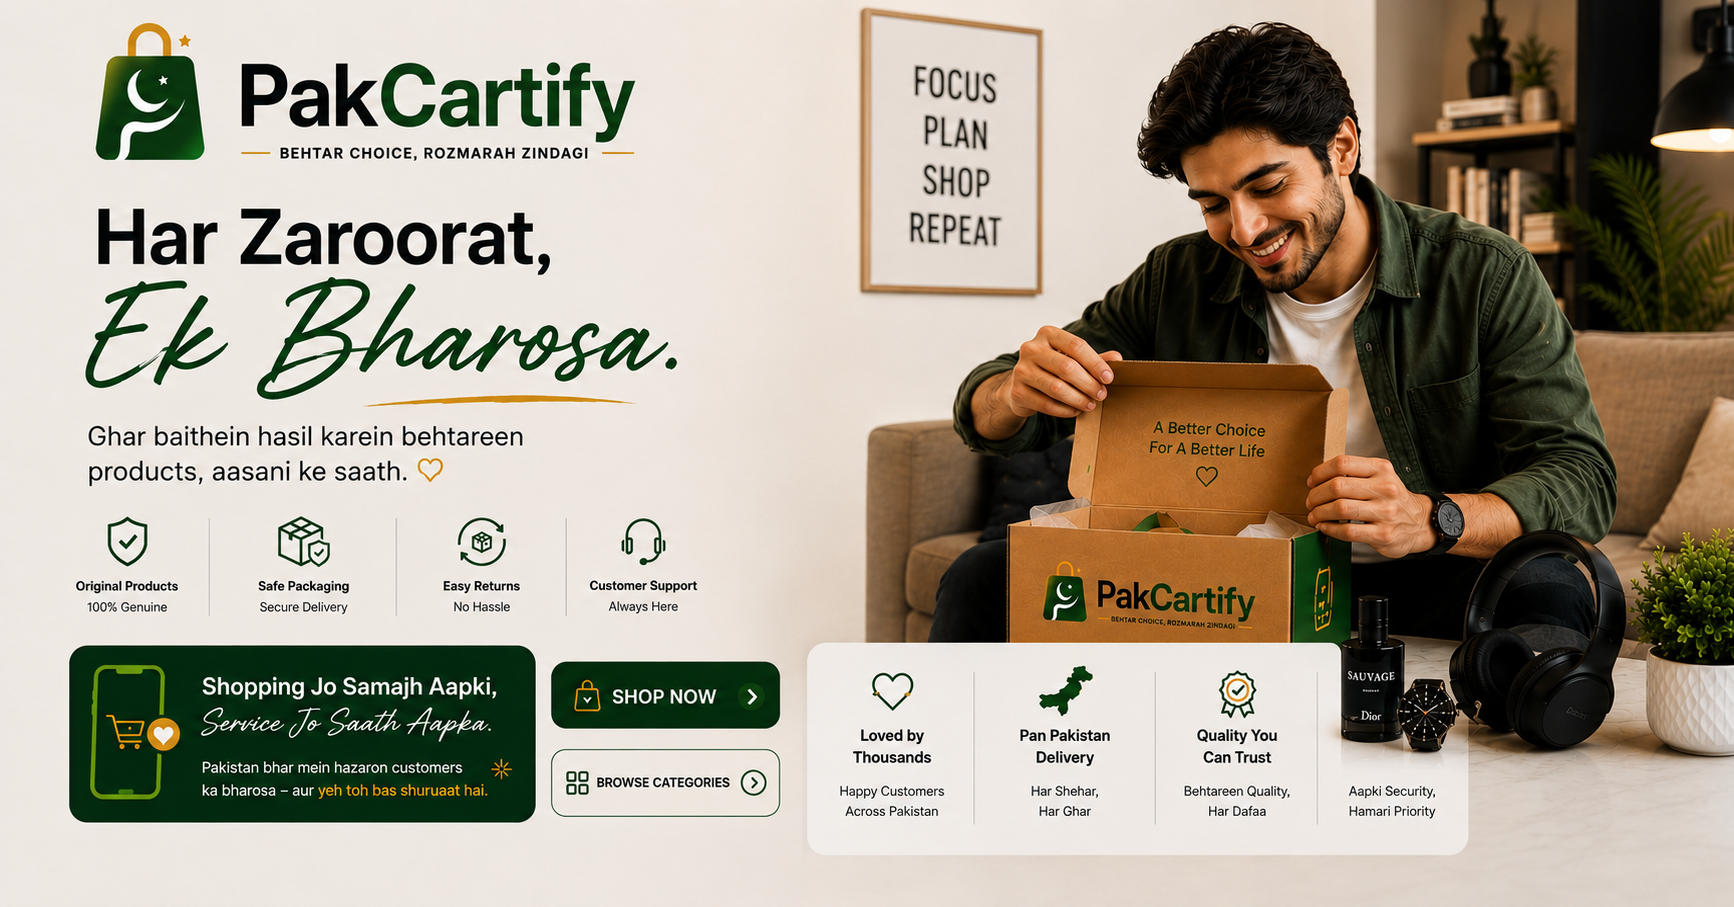 PakCartify
BEHTAR CHOICE, ROZMARAH ZINDAGI
Har Zaroorat,
Ek Bharosa.
Ghar baithein hasil karein behtareen
products, aasani ke saath.
Original Products
100% Genuine
Safe Packaging
Secure Delivery
Easy Returns
No Hassle
Customer Support
Always Here
Shopping Jo Samajh Aapki,
Service Jo Saath Aapka.
Pakistan bhar mein hazaron customers
ka bharosa – aur yeh toh bas shuruaat hai.
SHOP NOW
BROWSE CATEGORIES
FOCUS
PLAN
SHOP
REPEAT
A Better Choice
For A Better Life
PakCartify
BEHTAR CHOICE, ROZMARAH ZINDAGI
SAUVAGE
Dior
Loved by
Thousands
Happy Customers
Across Pakistan
Pan Pakistan
Delivery
Har Shehar,
Har Ghar
Quality You
Can Trust
Behtareen Quality,
Har Dafaa
Aapki Security,
Hamari Priority